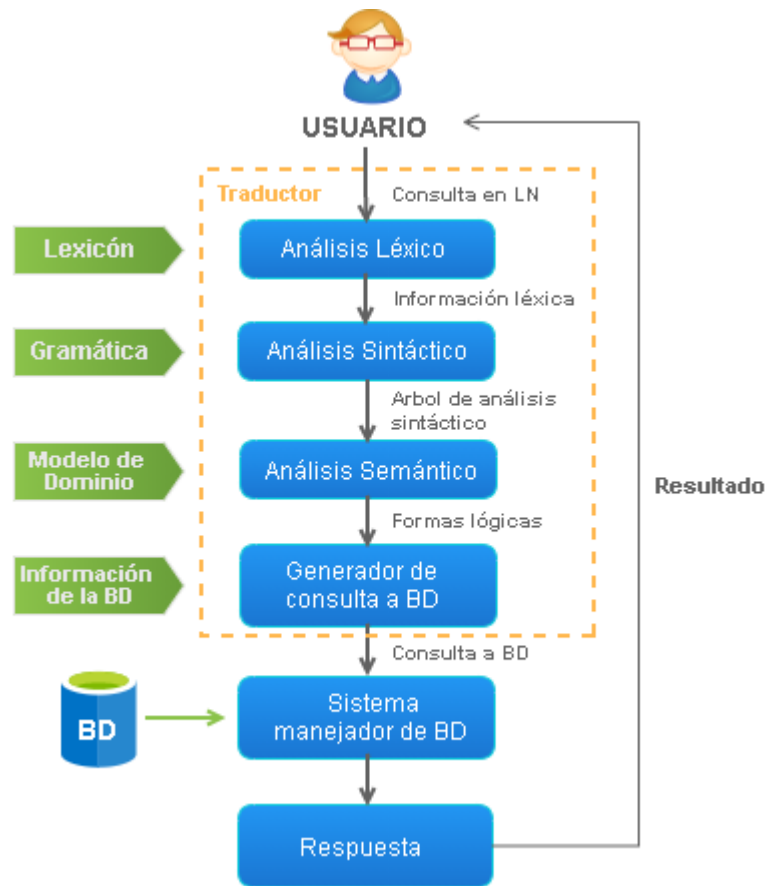 USUARIO
Traductor
Consulta en LN
Lexicón
Análisis Léxico
Información léxica
Gramática
Análisis Sintáctico
Arbol de análisis
sintáctico
Modelo de
Dominio
Análisis Semántico
Resultado
Formas lógicas
Información
de la BD
Generador de
consulta a BD
Consulta a BD
BD
Sistema
manejador de BD
Respuesta